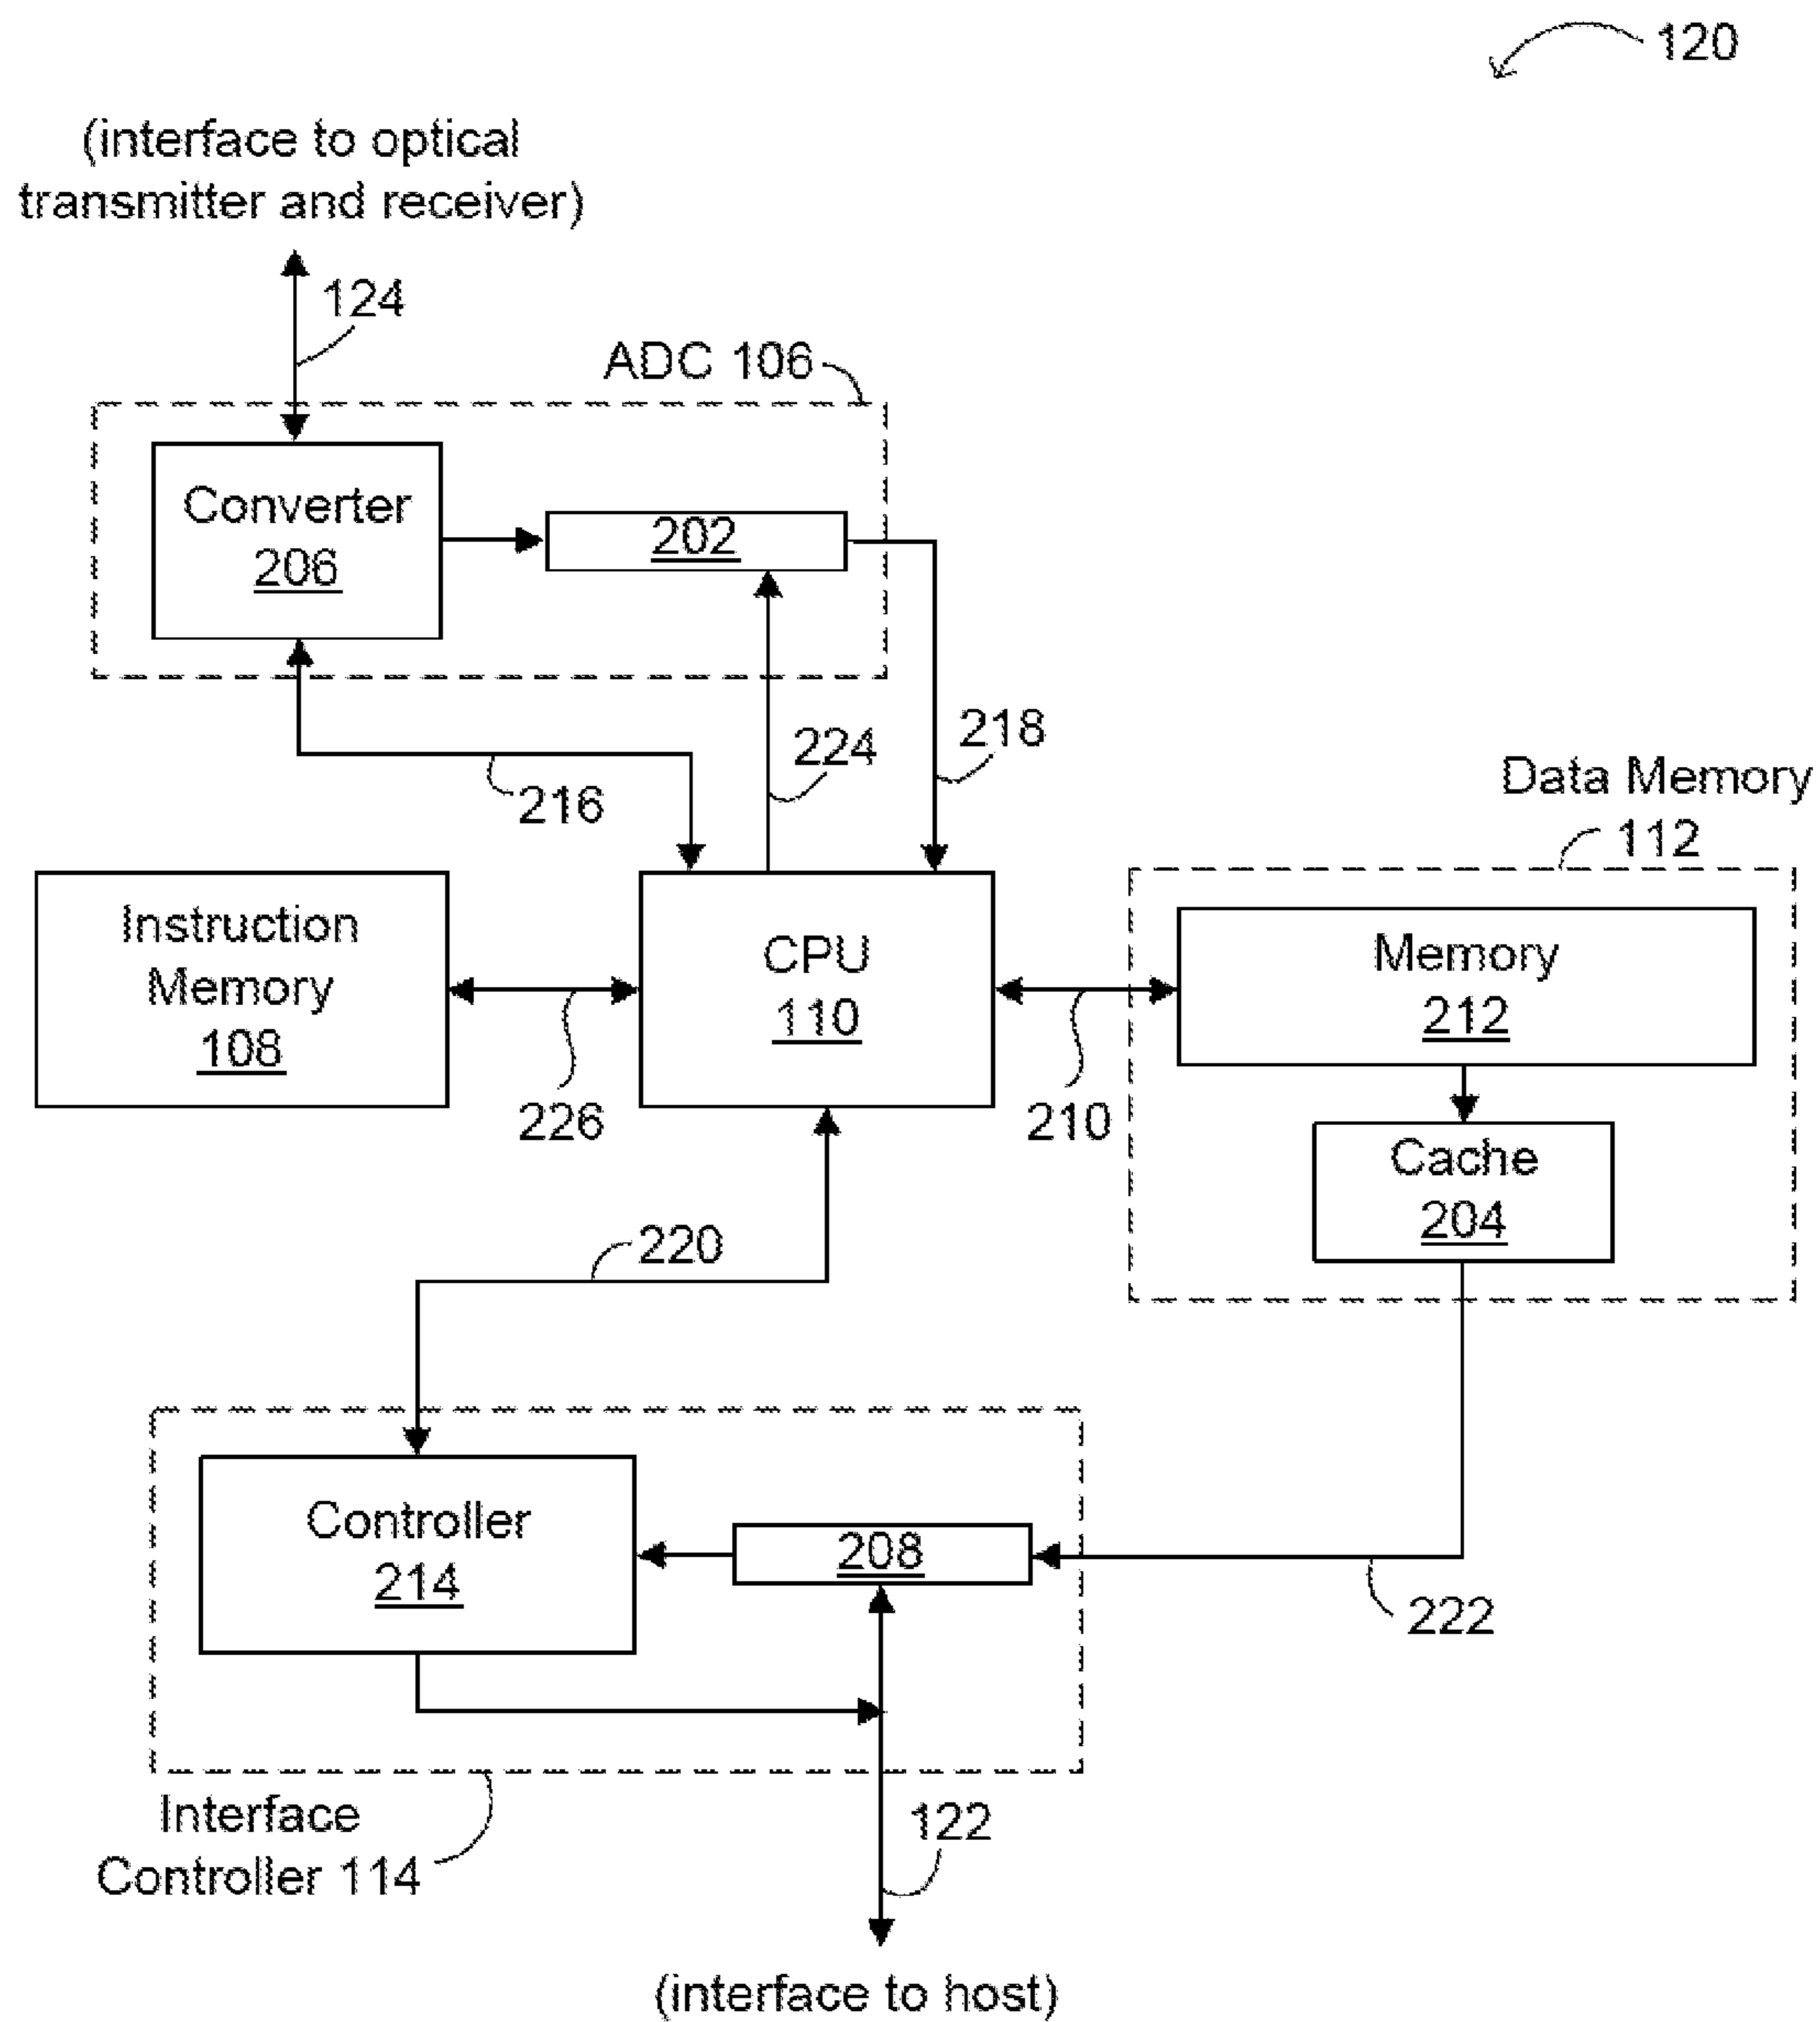 120
(interface to optical
transmitter and receiver)
124
ADC 106
Converter
206
202
218
224
216
Data Memory
112
Instruction
Memory
108
CPU
110
Memory
212
226
210
Cache
204
220
Controller
214
208
222
Interface
Controller 114
122
(interface to host)